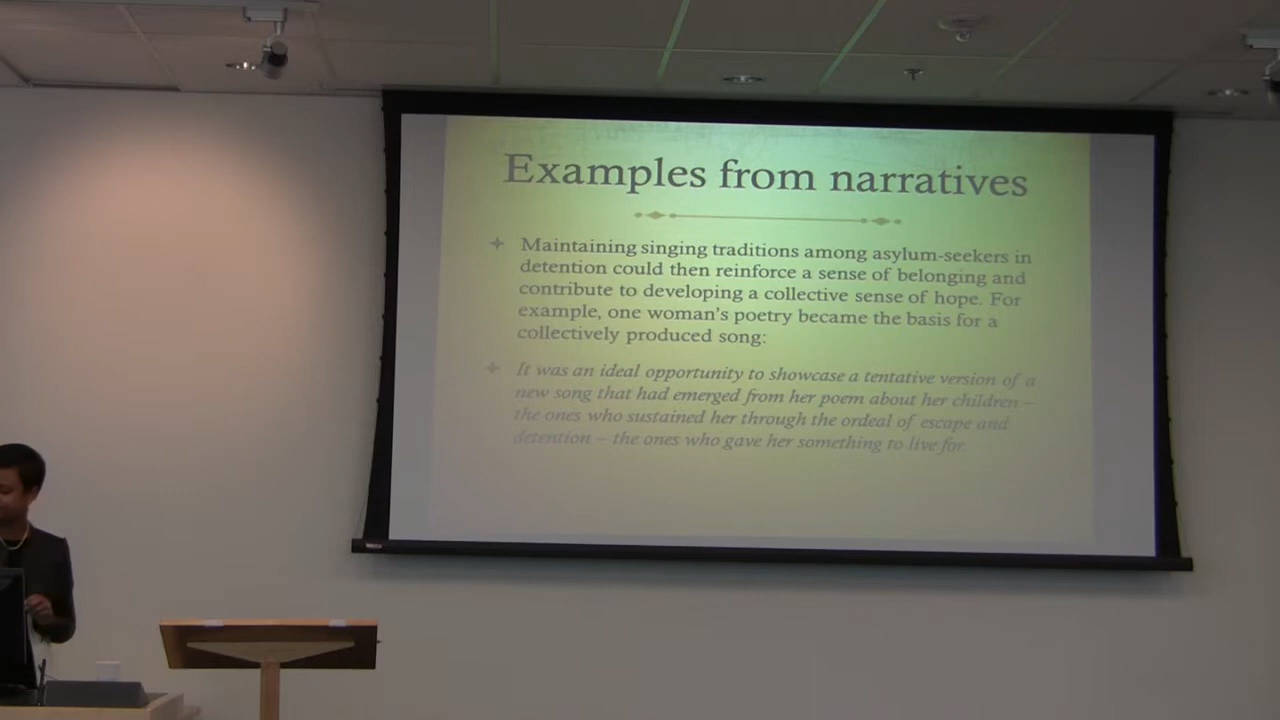 Examples from narratives
Maintaining singing traditions among asylum-seekers in
detention could then reinforce a sense of belonging and
contribute to developing a collective sense of hope. For
example, one woman's poetry became the basis for a
collectively produced song:
It was an ideal opportunity to showcase a tentative version of a
new song that had emerged from her poem about her children –
the ones who sustained her through the ordeal of escape and
detention – the ones who gave her something to live for.